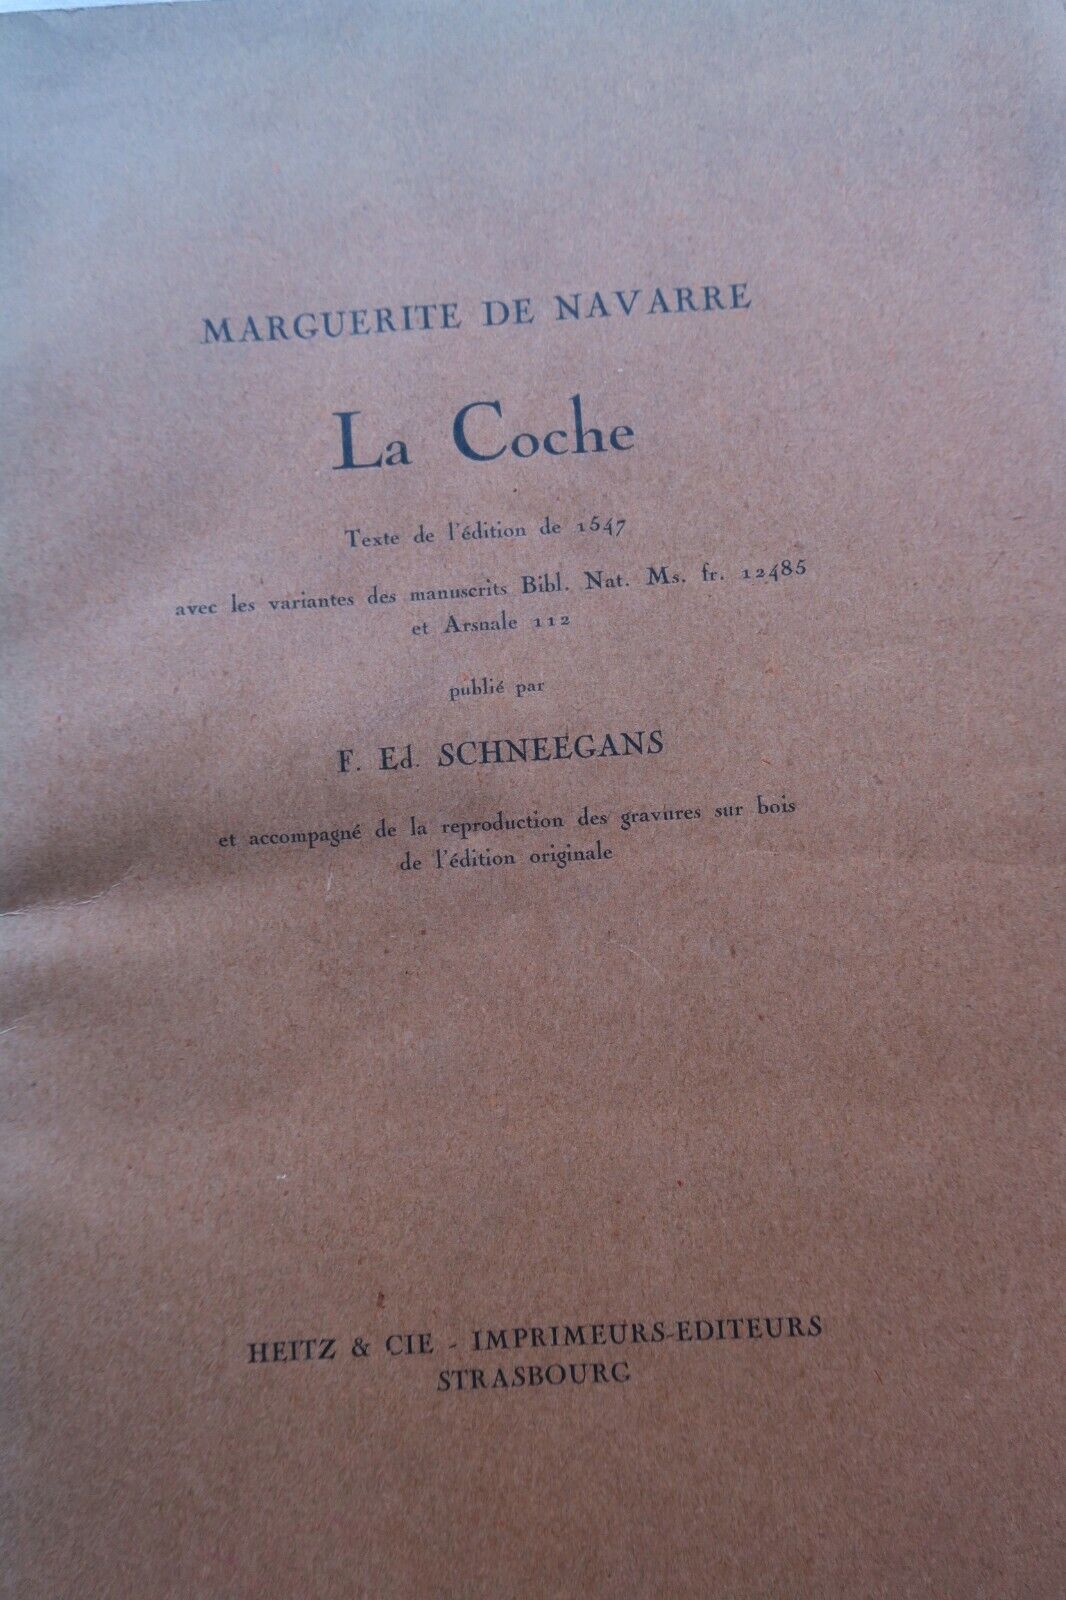 MARGUERITE DE NAVARRE
La Coche
Texte de l'édition de 1547
avec les variantes des manuscrits Bibl. Nat. Ms. fr. 12485
et Arsnale 112
publié par
F. Ed. SCHNEEGANS
et accompagné de la reproduction des gravures sur bois
de l'édition originale
HEITZ & CIE - IMPRIMEURS-EDITEURS
STRASBOURG